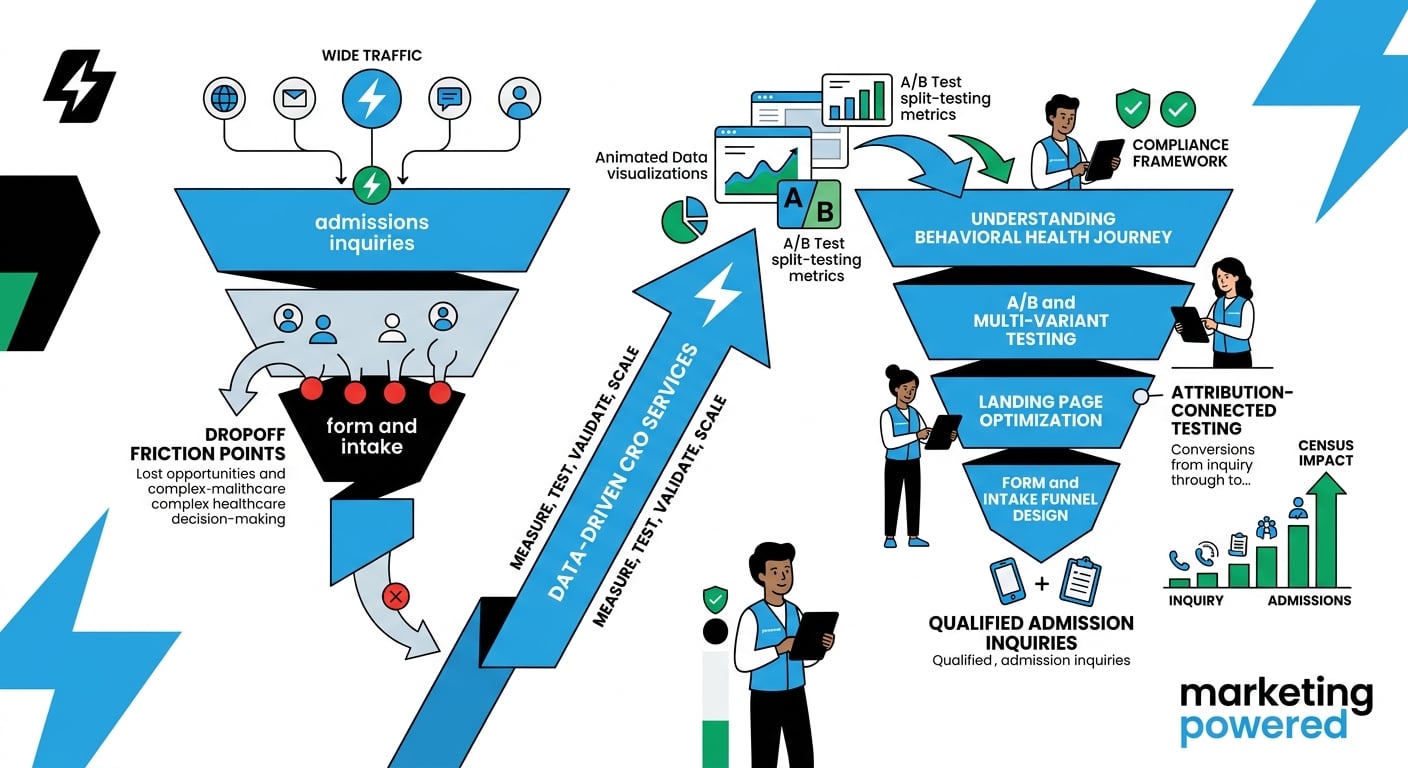 WIDE TRAFFIC
admissions
inquiries
form and
intake
DROPOFF
FRICTION POINTS
Lost opportunities and
complex-malithcare
complex healthcare
decision-making
MEASURE, TEST, VALIDATE, SCALE
DATA-DRIVEN CRO SERVICES
MEASURE, TEST, VALIDATE, SCALE
Animated Data
visualizations
A/B Test
split-testing
metrics
A
B
A/B Test
split-testing
metrics
COMPLIANCE
FRAMEWORK
UNDERSTANDING
BEHAVIORAL HEALTH JOURNEY
A/B and
MULTI-VARIANT
TESTING
LANDING PAGE
OPTIMIZATION
FORM and
INTAKE FUNNEL
DESIGN
ATTRIBUTION-
CONNECTED
TESTING
Conversions
from inquiry
through to...
CENSUS
IMPACT
INQUIRY
ADMISSIONS
+
QUALIFIED ADMISSION
INQUIRIES
Qualified, admission inquiries
marketing
powered